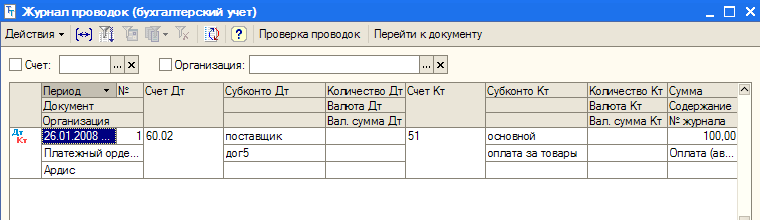 Журнал проводок (бухгалтерский учет)
Действия Проверка проводок Перейти к документу
Счет: ... x Организация: ... x
Период № Счет Дт Субконто Дт Количество Дт Счет Кт Субконто Кт Количество Кт Сумма
Документ Валюта Дт Валюта Кт Содержание
Организация Вал. сумма Дт Вал. сумма Кт № журнала
Дт Кт 26.01.2008 ... 1 60.02 поставщик 51 основной 100,00
Платежный орде... дог5 оплата за товары Оплата (ав...
Ардис